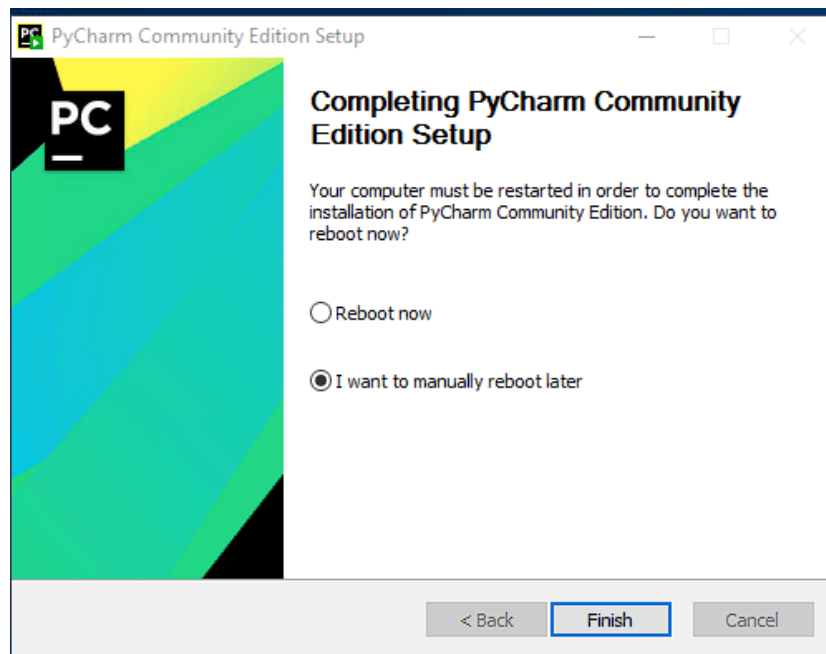 PC PyCharm Community Edition Setup
PC
Completing PyCharm Community
Edition Setup
Your computer must be restarted in order to complete the
installation of PyCharm Community Edition. Do you want to
reboot now?
Reboot now
I want to manually reboot later
< Back
Finish
Cancel